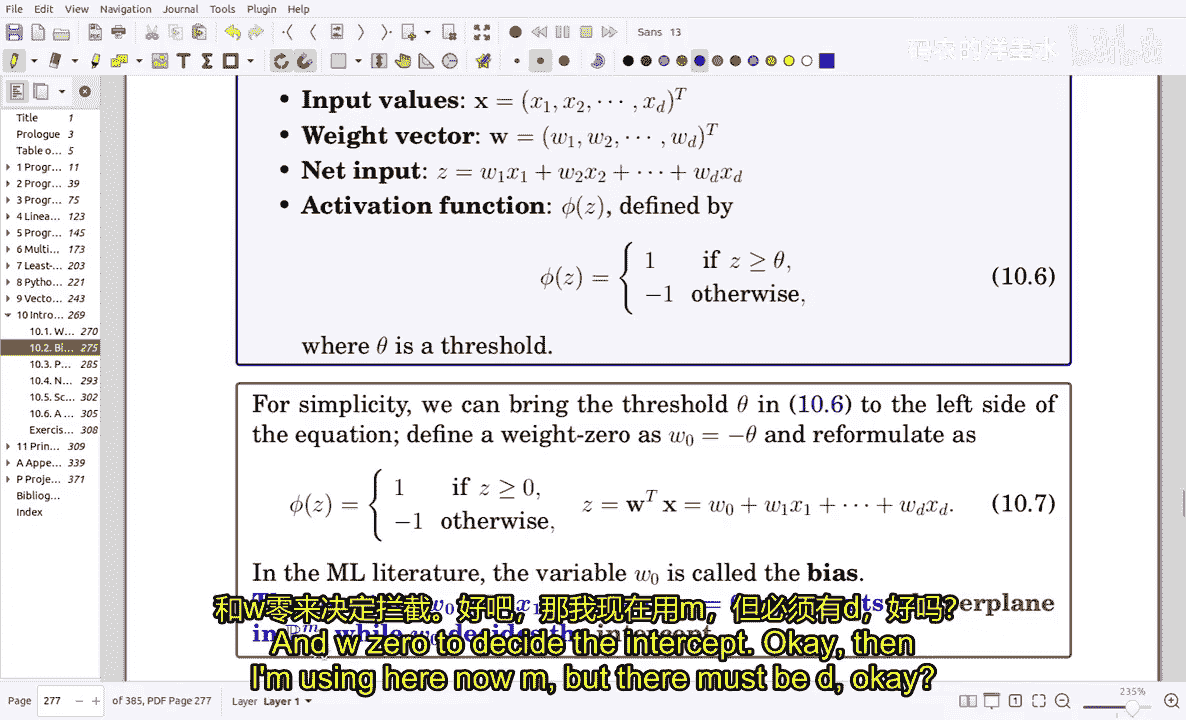 File Edit View Navigation Journal Tools Plugin Help
Sans 13
Title 1
Prologue 3
Table o... 5
1 Progr... 11
2 Progr... 39
3 Progr... 75
4 Linea... 123
5 Progr... 145
6 Multi... 173
7 Least-... 203
8 Pytho... 221
9 Vecto... 243
10 Intro... 269
10.1. W... 270
10.2. Bi... 275
10.3. P... 285
10.4. N... 293
10.5. Sc... 302
10.6. A ... 305
Exercis... 308
11 Prin... 309
A Appe... 339
P Proje... 371
Bibliog...
Index
• Input values: x = (x₁, x₂, ⋯ , x_d)^T
• Weight vector: w = (w₁, w₂, ⋯ , w_d)^T
• Net input: z = w₁x₁ + w₂x₂ + ⋯ + w_dx_d
• Activation function: ϕ(z), defined by
ϕ(z) = { 1 if z ≥ θ, −1 otherwise, (10.6)
where θ is a threshold.
For simplicity, we can bring the threshold θ in (10.6) to the left side of
the equation; define a weight-zero as w₀ = −θ and reformulate as
ϕ(z) = { 1 if z ≥ 0, −1 otherwise, z = w^T x = w₀ + w₁x₁ + ⋯ + w_dx_d. (10.7)
In the ML literature, the variable w₀ is called the bias.
和w零来决定拦截。好吧，那我现在用m，但必须有d，好吗？
And w zero to decide the intercept. Okay, then
I'm using here now m, but there must be d, okay?
Page 277 of 385, PDF Page 277 Layer Layer 1 235%